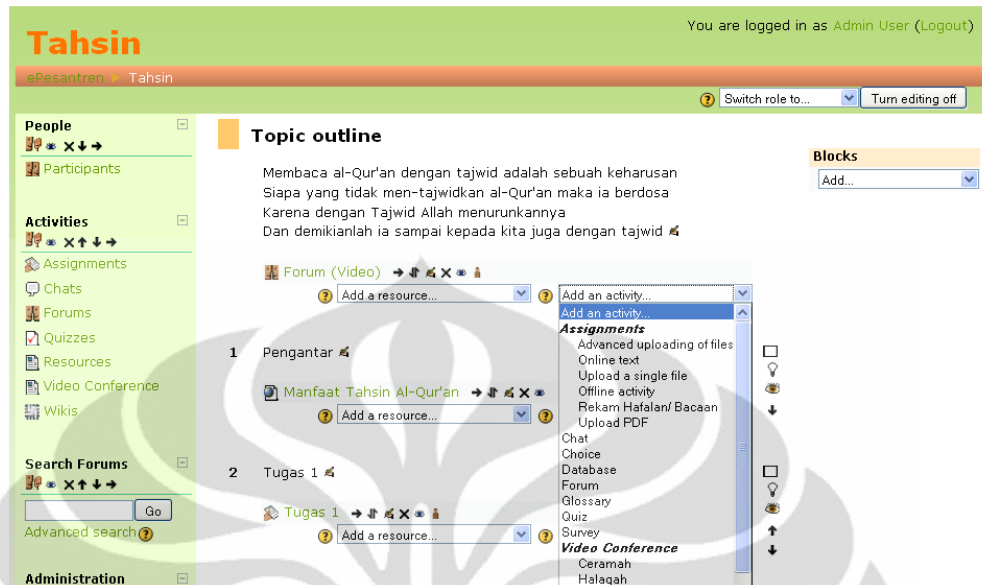 You are logged in as Admin User (Logout)
Tahsin
ePesantren ► Tahsin
Switch role to...
Turn editing off
People
Participants
Activities
Assignments
Chats
Forums
Quizzes
Resources
Video Conference
Wikis
Search Forums
Go
Advanced search
Administration
Topic outline
Membaca al-Qur'an dengan tajwid adalah sebuah keharusan
Siapa yang tidak men-tajwidkan al-Qur'an maka ia berdosa
Karena dengan Tajwid Allah menurunkannya
Dan demikianlah ia sampai kepada kita juga dengan tajwid
Forum (Video)
Add a resource...
Add an activity...
Add an activity...
Assignments
Advanced uploading of files
Online text
Upload a single file
Offline activity
Rekam Hafalan/ Bacaan
Upload PDF
Chat
Choice
Database
Forum
Glossary
Quiz
Survey
Video Conference
Ceramah
Halaqah
1 Pengantar
Manfaat Tahsin Al-Qur'an
Add a resource...
2 Tugas 1
Tugas 1
Add a resource...
Blocks
Add...